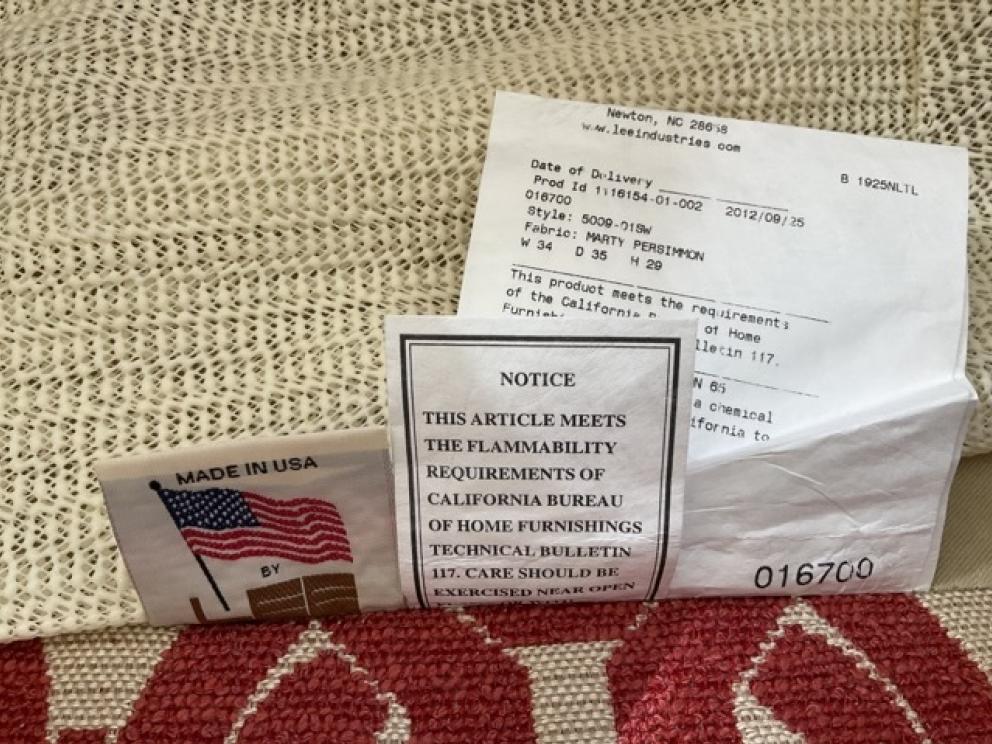 Newton, NC 28658
www.leeindustries.com
B 1925NLTL
Date of Delivery
Prod Id 1116154-01-002 2012/09/25
016700
Style: 5009-01SW
Fabric: MARTY PERSIMMON
W 34 D 35 H 29
This product meets the requirements
of the California of Home
lletin 117.
N 65
a chemical
ifornia to
016700
NOTICE
THIS ARTICLE MEETS
THE FLAMMABILITY
REQUIREMENTS OF
CALIFORNIA BUREAU
OF HOME FURNISHINGS
TECHNICAL BULLETIN
117. CARE SHOULD BE
EXERCISED NEAR OPEN
MADE IN USA
BY